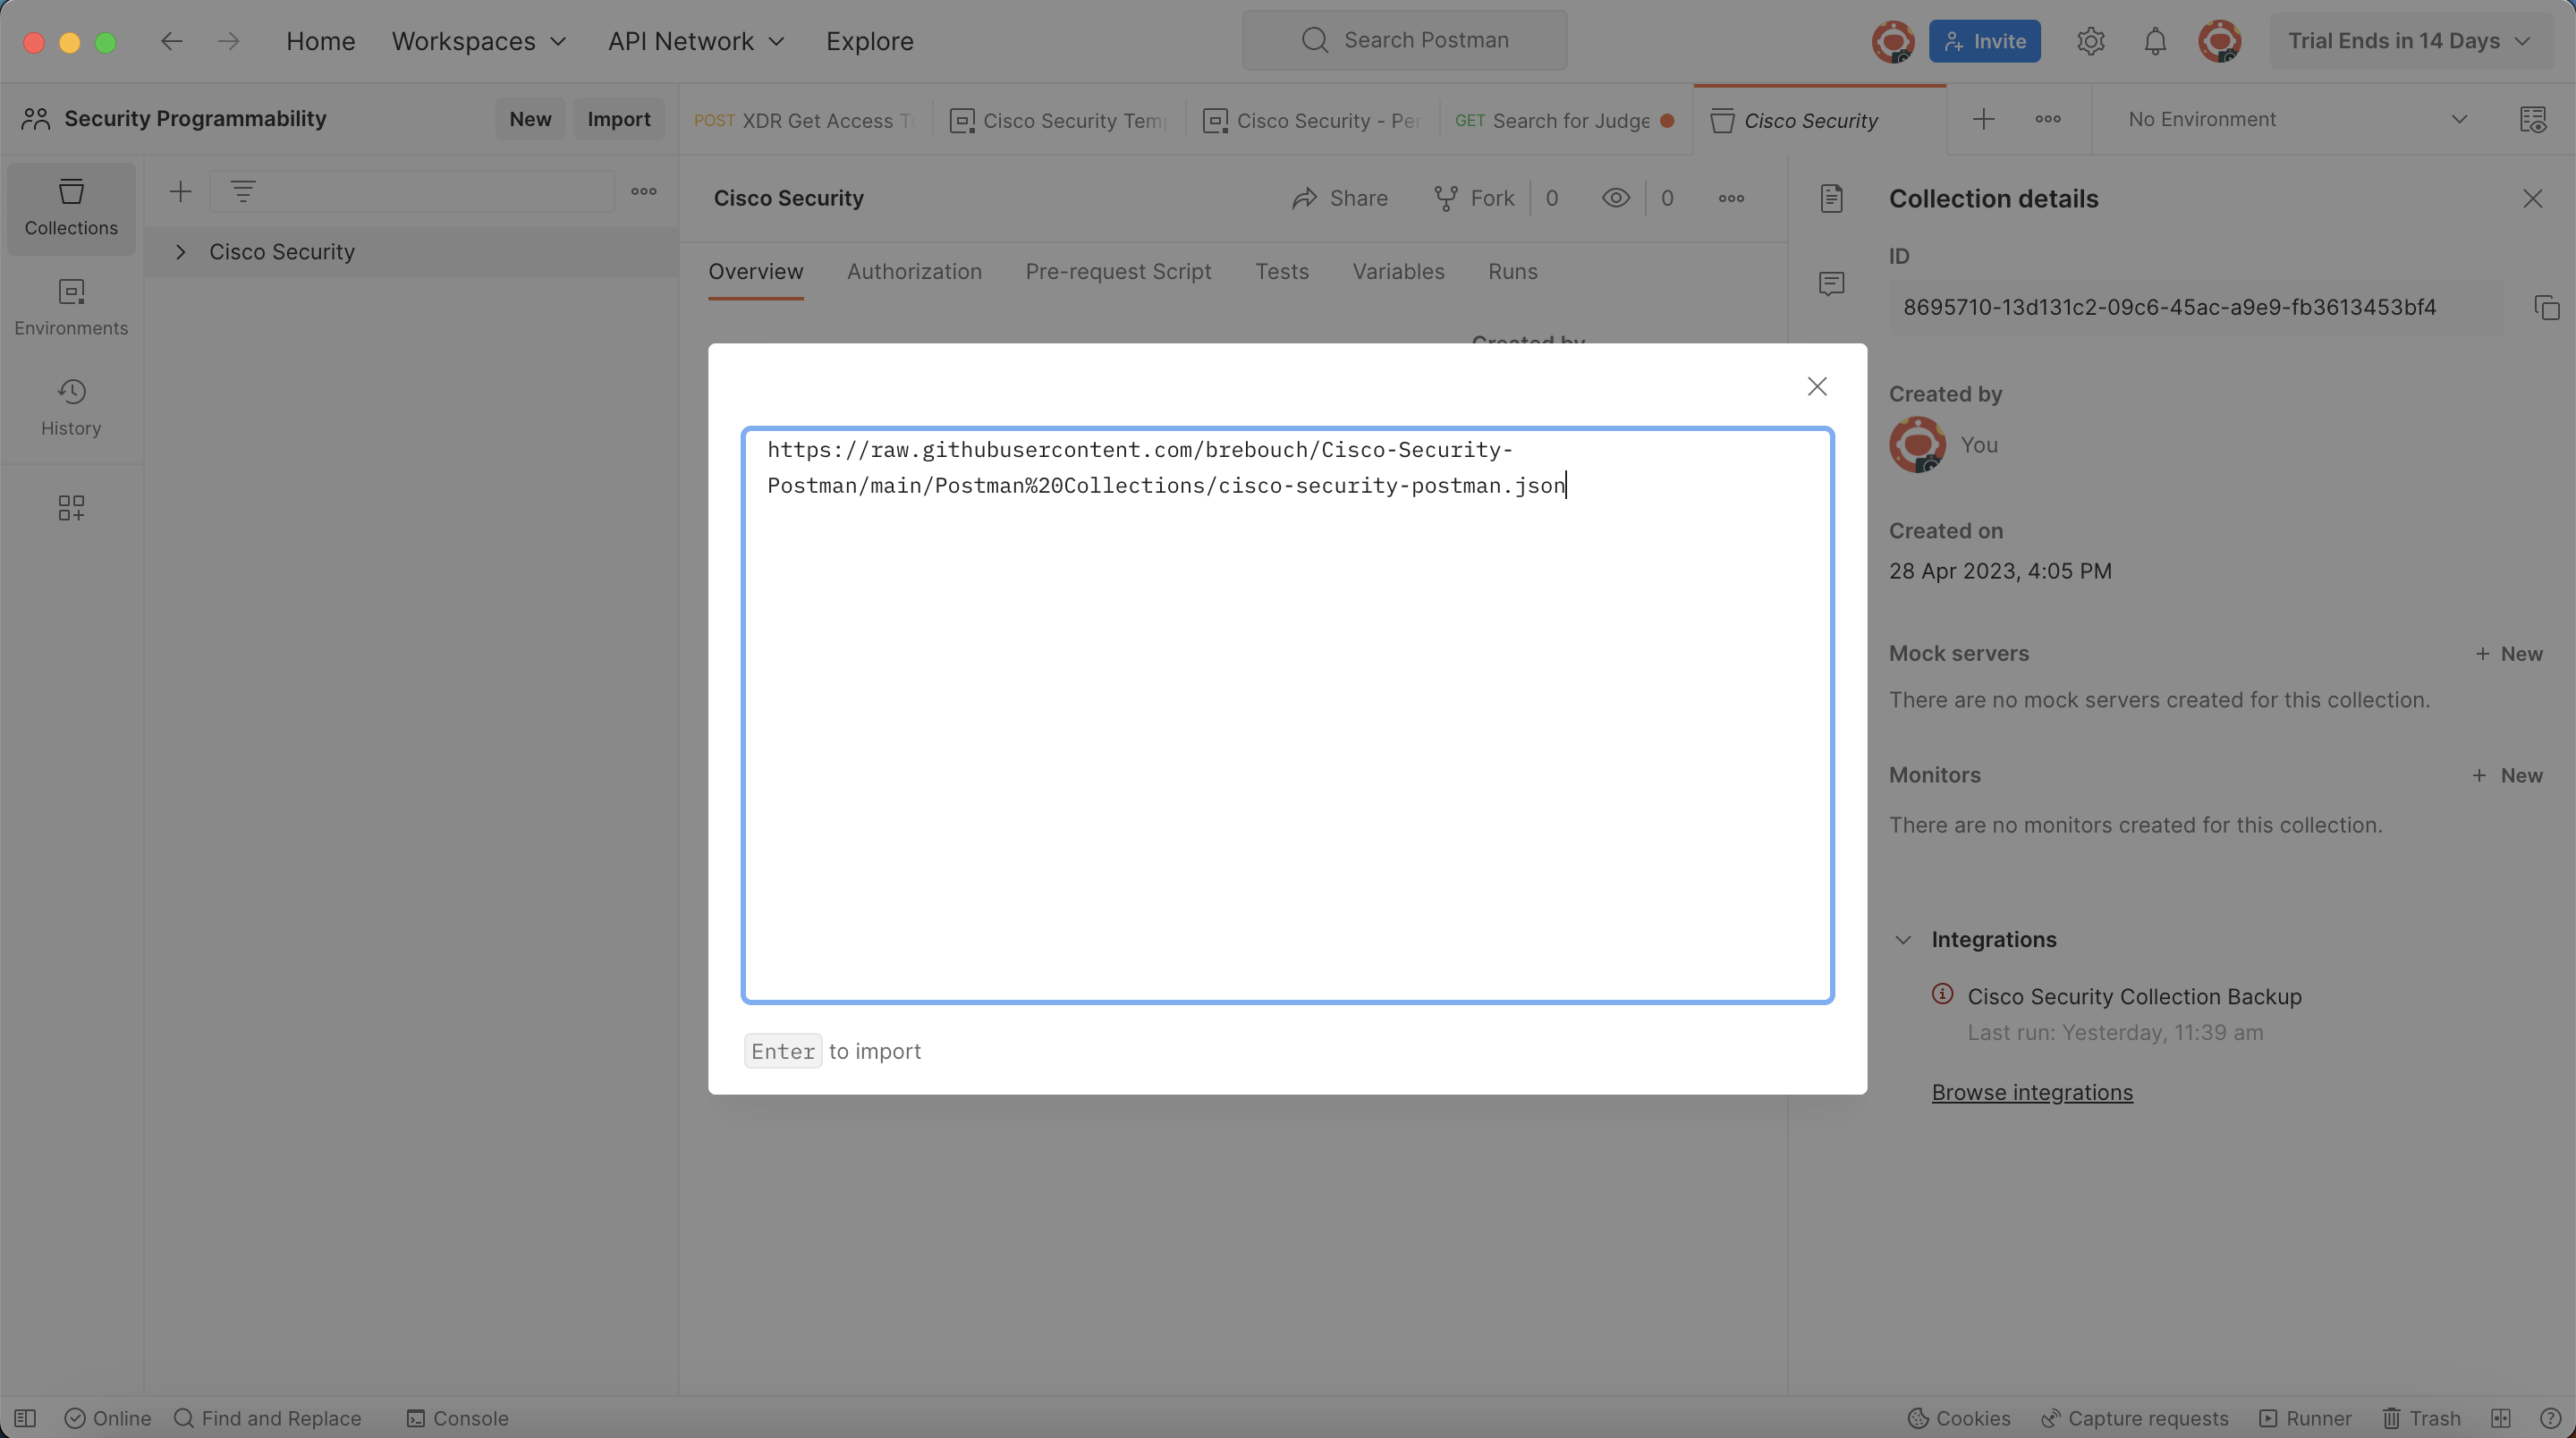 Home Workspaces API Network Explore Search Postman Invite Trial Ends in 14 Days
Security Programmability New Import
POST XDR Get Access Cisco Security Cisco Security - GET Search for Cisco Security No Environment
Collections
Environments
History
Cisco Security
Cisco Security Share Fork 0 0
Overview Authorization Pre-request Script Tests Variables Runs
Created by
https://raw.githubusercontent.com/brebouch/Cisco-Security-
Postman/main/Postman%20Collections/cisco-security-postman.json
Enter to import
Collection details
ID
8695710-13d131c2-09c6-45ac-a9e9-fb3613453bf4
Created by
You
Created on
28 Apr 2023, 4:05 PM
Mock servers + New
There are no mock servers created for this collection.
Monitors + New
There are no monitors created for this collection.
Integrations
Cisco Security Collection Backup
Last run: Yesterday, 11:39 am
Browse integrations
Online Find and Replace Console Cookies Capture requests Runner Trash